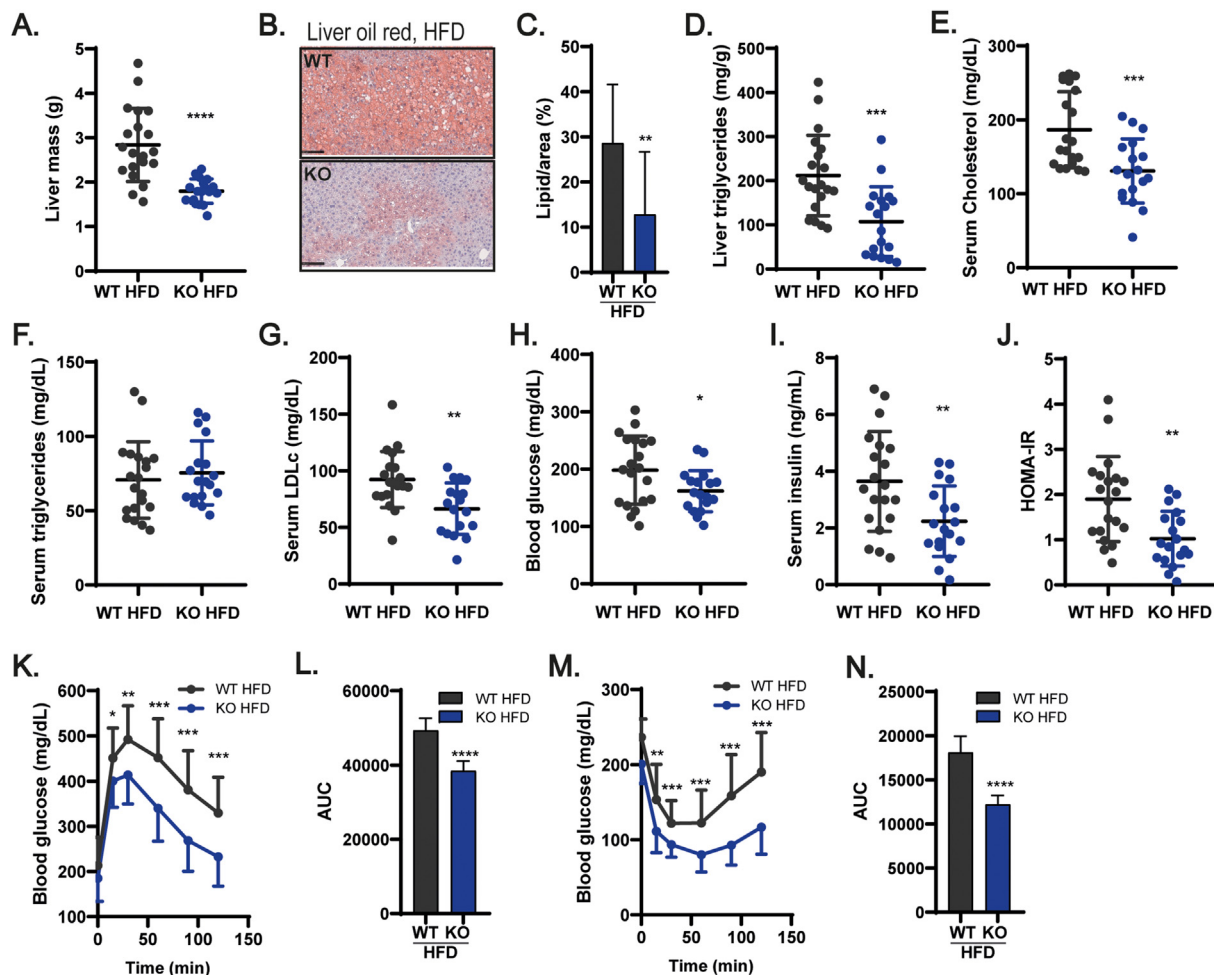 A.
Liver mass (g)
5
4
3
2
1
0
****
WT HFD KO HFD
B.
Liver oil red, HFD
WT
KO
C.
Lipid/area (%)
50
40
30
20
10
0
**
WT KO
HFD
D.
Liver triglycerides (mg/g)
500
400
300
200
100
0
***
WT HFD KO HFD
E.
Serum Cholesterol (mg/dL)
300
200
100
0
***
WT HFD KO HFD
F.
Serum triglycerides (mg/dL)
150
100
50
0
WT HFD KO HFD
G.
Serum LDLc (mg/dL)
200
150
100
50
0
**
WT HFD KO HFD
H.
Blood glucose (mg/dL)
400
300
200
100
0
*
WT HFD KO HFD
I.
Serum insulin (ng/mL)
8
6
4
2
0
**
WT HFD KO HFD
J.
HOMA-IR
5
4
3
2
1
0
**
WT HFD KO HFD
K.
Blood glucose (mg/dL)
600
500
400
300
200
100
WT HFD
KO HFD
* ** *** *** ***
0 50 100 150
Time (min)
L.
AUC
60000
40000
20000
0
WT HFD
KO HFD
****
WT KO
HFD
M.
Blood glucose (mg/dL)
300
200
100
0
WT HFD
KO HFD
** *** *** *** ***
0 50 100 150
Time (min)
N.
AUC
25000
20000
15000
10000
5000
0
WT HFD
KO HFD
****
WT KO
HFD